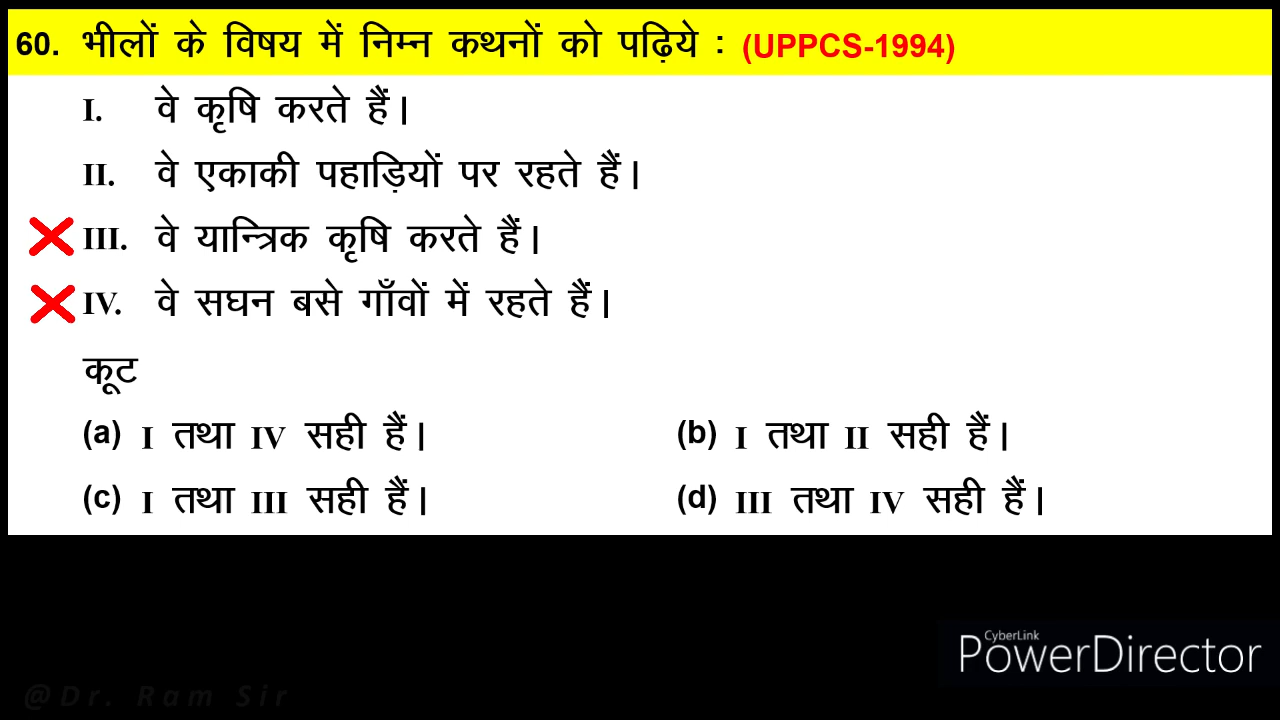 60. भीलों के विषय में निम्न कथनों को पढ़िये : (UPPCS-1994)
I. वे कृषि करते हैं।
II. वे एकाकी पहाड़ियों पर रहते हैं।
III. वे यान्त्रिक कृषि करते हैं।
IV. वे सघन बसे गाँवों में रहते हैं।
कूट
(a) I तथा IV सही हैं। (b) I तथा II सही हैं।
(c) I तथा III सही हैं। (d) III तथा IV सही हैं।
CyberLink
PowerDirector
@Dr. Ram Sir